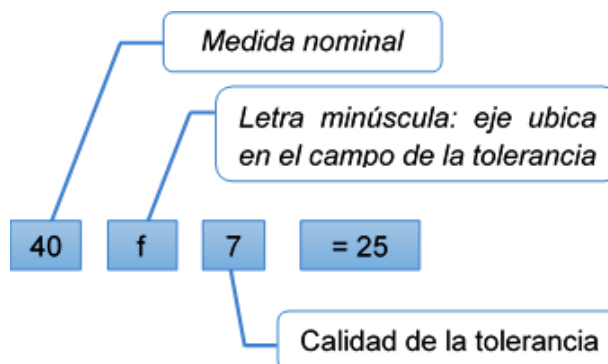 Medida nominal
Letra minúscula: eje ubica
en el campo de la tolerancia
40 f 7 = 25
Calidad de la tolerancia